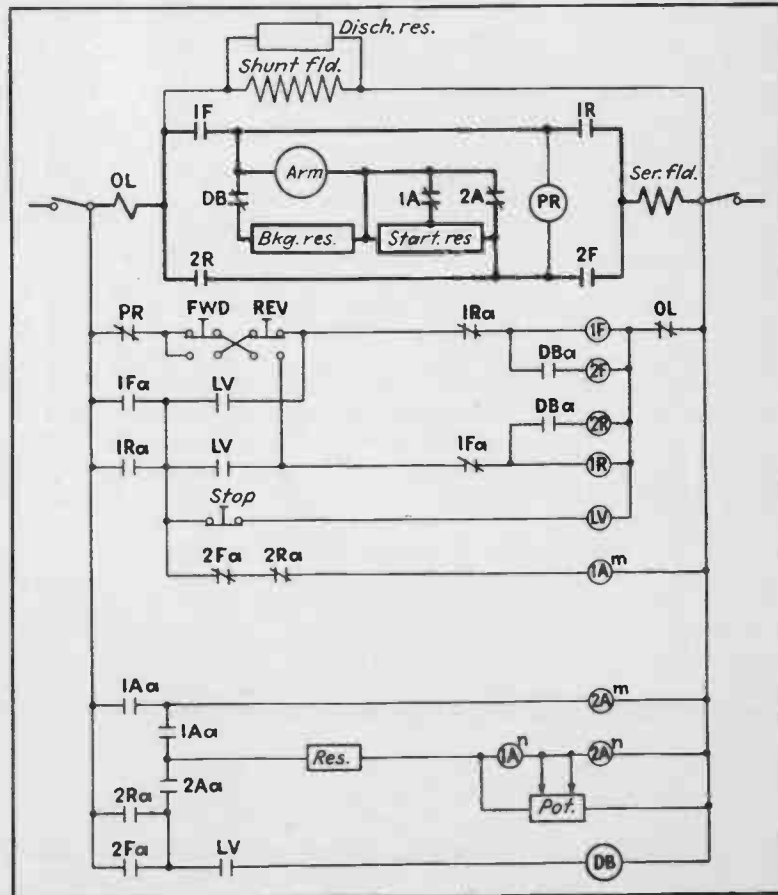 Disch. res.
Shunt fld.
1F
1R
OL
Arm
Ser. fld.
DB
1A
2A
PR
Bkg. res.
Start. res
2R
2F
PR
FWD
REV
1Ra
1F
OL
DBa
2F
1Fa
LV
DBa
2R
1Ra
LV
1Fa
1R
Stop
LV
2Fa
2Ra
1A m
1Aa
2A m
1Aa
Res.
1A n
2A n
2Aa
Pot.
2Ra
2Fa
LV
DB